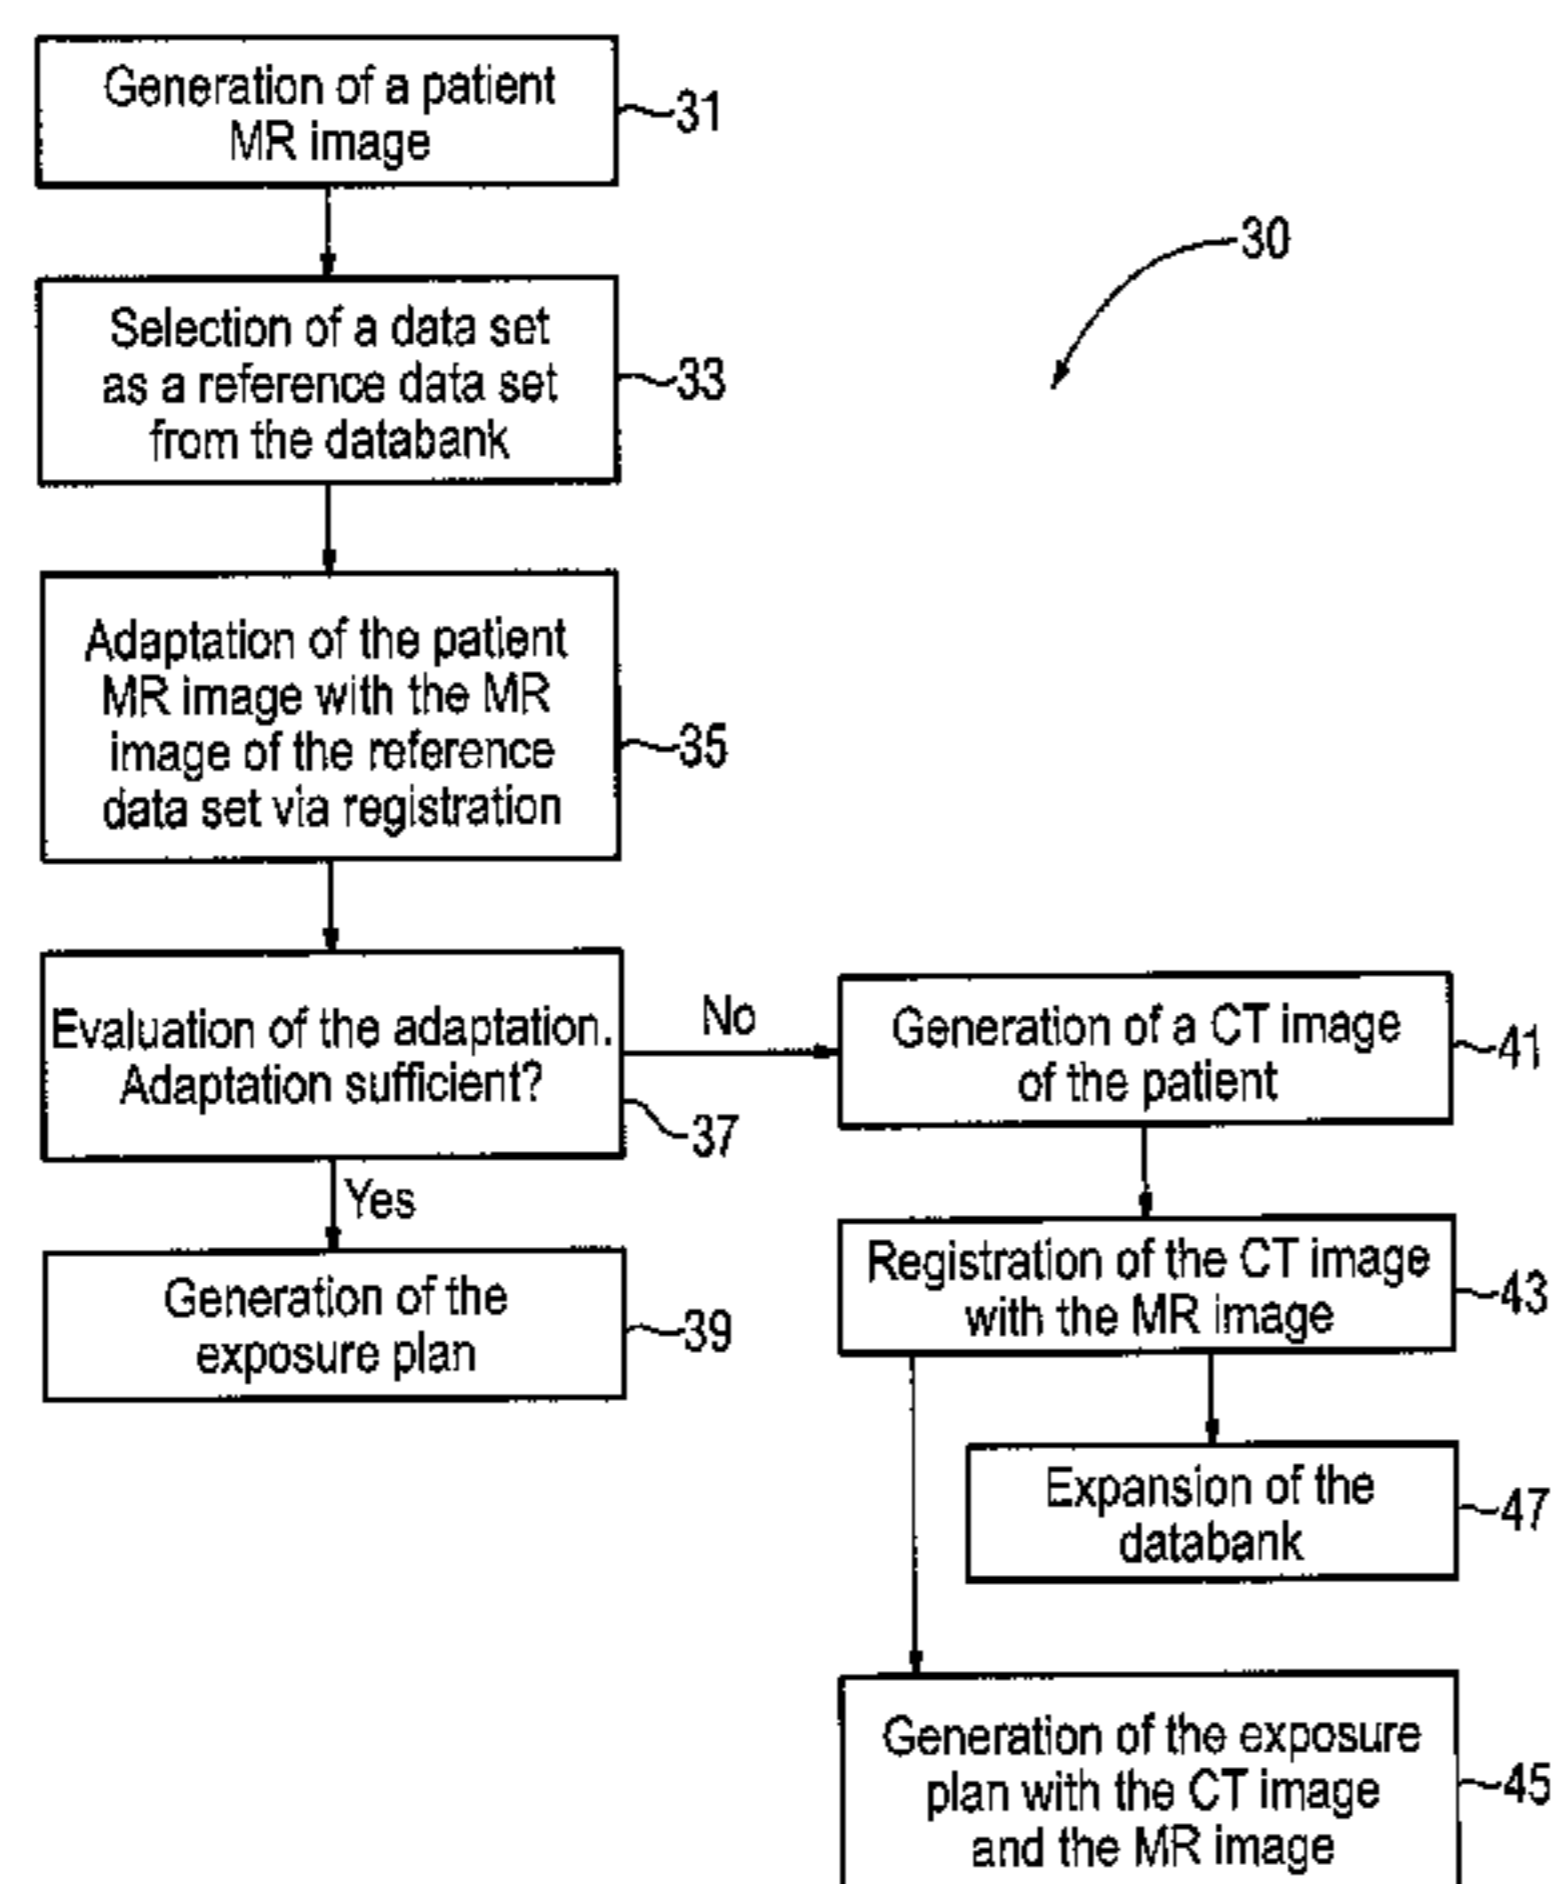 Generation of a patient
MR image
31
30
Selection of a data set
as a reference data set
from the databank
33
Adaptation of the patient
MR image with the MR
image of the reference
data set via registration
35
Evaluation of the adaptation.
Adaptation sufficient?
37
No
Yes
Generation of the
exposure plan
39
Generation of a CT image
of the patient
41
Registration of the CT image
with the MR image
43
Expansion of the
databank
47
Generation of the exposure
plan with the CT image
and the MR image
45